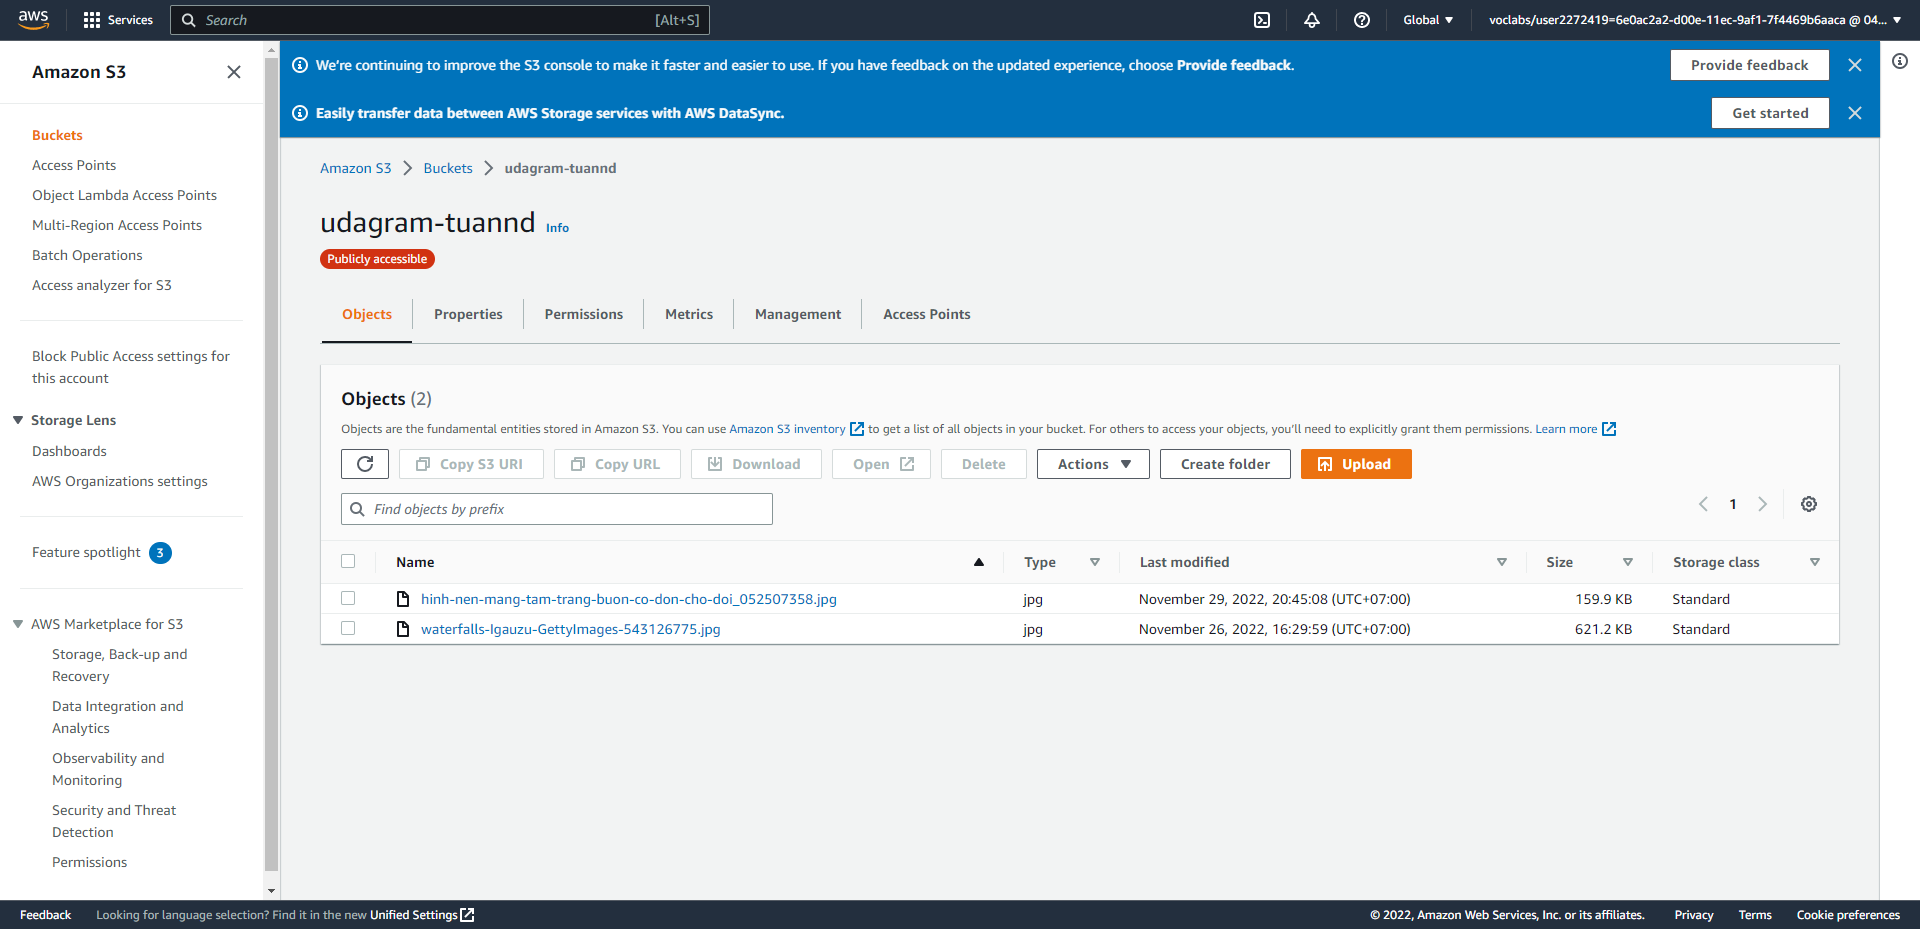 aws
Services
Search
[Alt+S]
Global
voclabs/user2272419=6e0ac2a2-d00e-11ec-9af1-7f4469b6aaca @ 04...
Amazon S3
Buckets
Access Points
Object Lambda Access Points
Multi-Region Access Points
Batch Operations
Access analyzer for S3
Block Public Access settings for
this account
Storage Lens
Dashboards
AWS Organizations settings
Feature spotlight 3
AWS Marketplace for S3
Storage, Back-up and
Recovery
Data Integration and
Analytics
Observability and
Monitoring
Security and Threat
Detection
Permissions
We're continuing to improve the S3 console to make it faster and easier to use. If you have feedback on the updated experience, choose Provide feedback.
Provide feedback
Easily transfer data between AWS Storage services with AWS DataSync.
Get started
Amazon S3 Buckets udagram-tuannd
udagram-tuannd Info
Publicly accessible
Objects Properties Permissions Metrics Management Access Points
Objects (2)
Objects are the fundamental entities stored in Amazon S3. You can use Amazon S3 inventory to get a list of all objects in your bucket. For others to access your objects, you'll need to explicitly grant them permissions. Learn more
Copy S3 URI Copy URL Download Open Delete Actions Create folder Upload
Find objects by prefix
1
Name Type Last modified Size Storage class
hinh-nen-mang-tam-trang-buon-co-don-cho-doi_052507358.jpg jpg November 29, 2022, 20:45:08 (UTC+07:00) 159.9 KB Standard
waterfalls-Igauzu-GettyImages-543126775.jpg jpg November 26, 2022, 16:29:59 (UTC+07:00) 621.2 KB Standard
Feedback Looking for language selection? Find it in the new Unified Settings
© 2022, Amazon Web Services, Inc. or its affiliates. Privacy Terms Cookie preferences